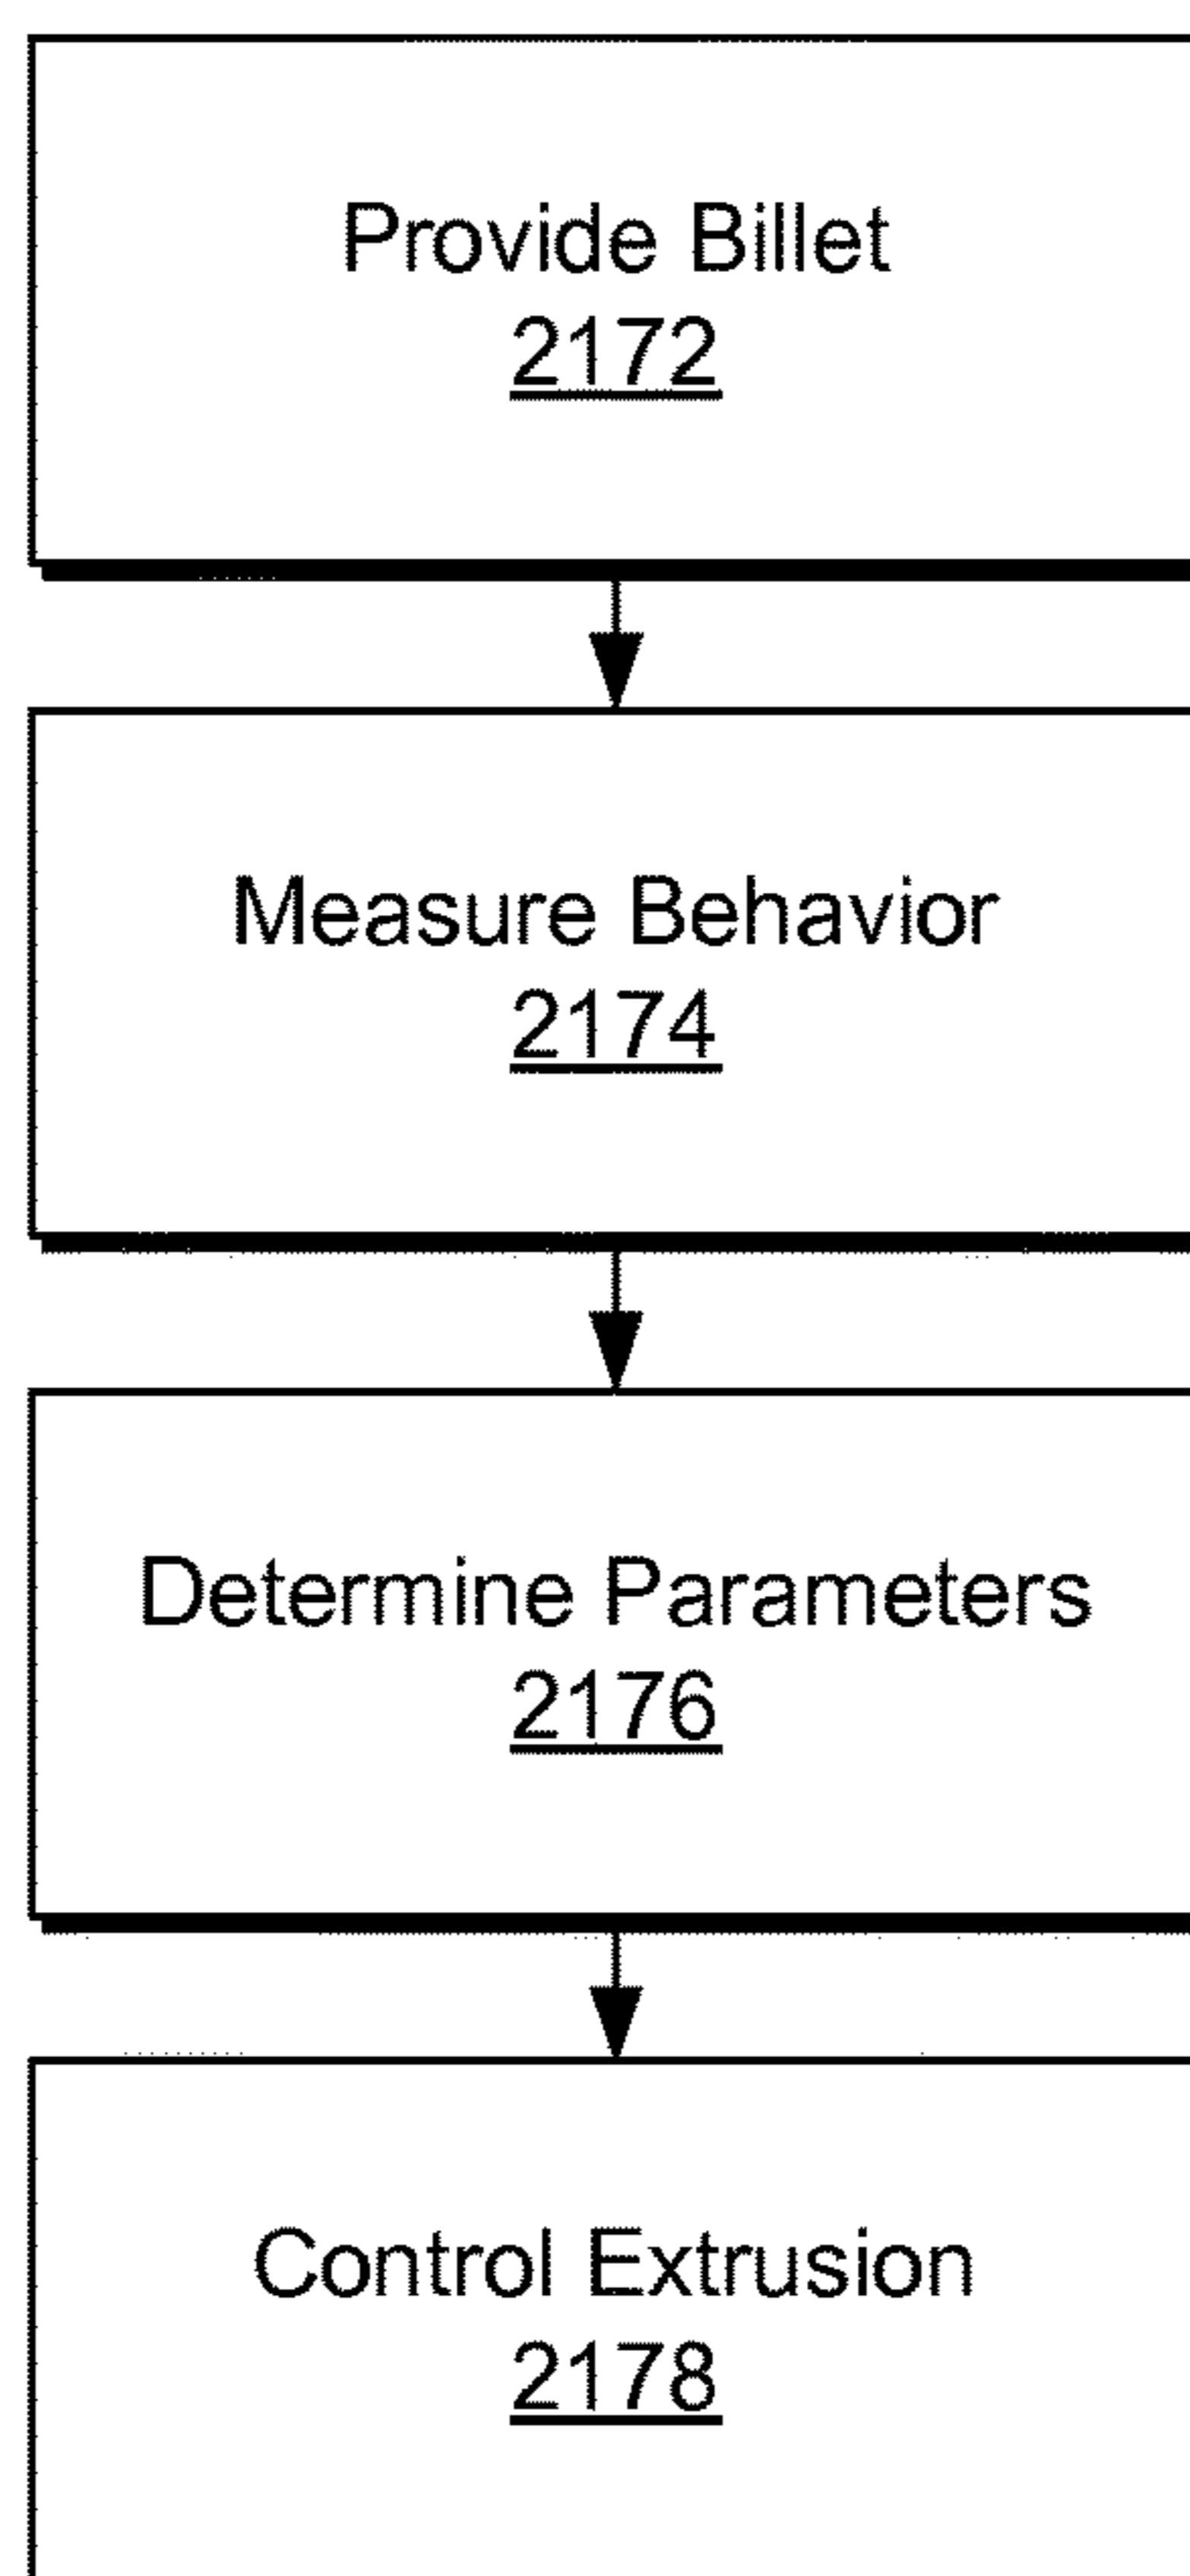 Provide Billet
2172
Measure Behavior
2174
Determine Parameters
2176
Control Extrusion
2178